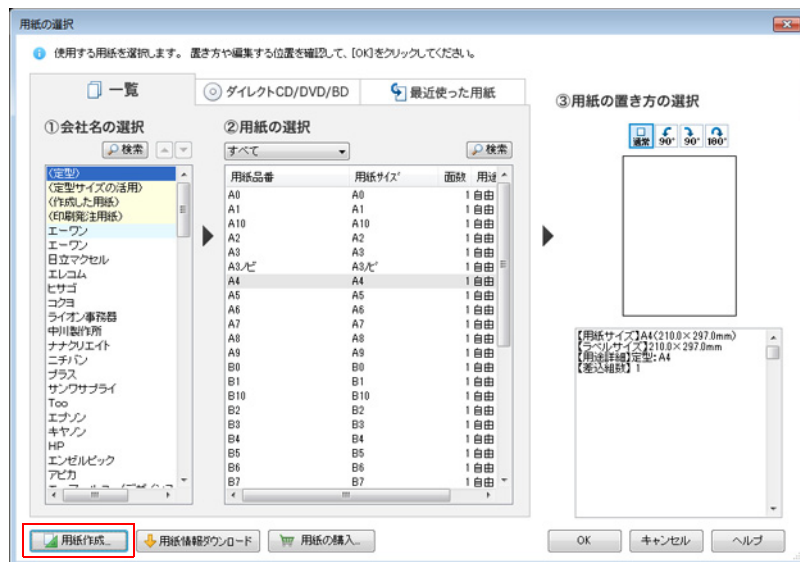 用紙の選択
使用する用紙を選択します。 置き方や編集する位置を確認して、[OK]をクリックしてください。
一覧
ダイレクトCD/DVD/BD
最近使った用紙
①会社名の選択
検索
(定型)
(定型サイズの活用)
(作成した用紙)
(印刷発注用紙)
エーワン
エーワン
日立マクセル
エレコム
ヒサゴ
コクヨ
ライオン事務器
中川製作所
ナナクリエイト
ニチバン
プラス
サンワサプライ
Too
エプソン
キヤノン
HP
エンゼルピック
アピカ
②用紙の選択
すべて
検索
用紙品番 用紙サイズ 面数 用途
A0 A0 1 自由
A1 A1 1 自由
A10 A10 1 自由
A2 A2 1 自由
A3 A3 1 自由
A3ノビ A3ノビ 1 自由
A4 A4 1 自由
A5 A5 1 自由
A6 A6 1 自由
A7 A7 1 自由
A8 A8 1 自由
A9 A9 1 自由
B0 B0 1 自由
B1 B1 1 自由
B10 B10 1 自由
B2 B2 1 自由
B3 B3 1 自由
B4 B4 1 自由
B5 B5 1 自由
B6 B6 1 自由
B7 B7 1 自由
③用紙の置き方の選択
通常 90° 90° 180°
【用紙サイズ】A4(210.0×297.0mm)
【ラベルサイズ】210.0×297.0mm
【用途詳細】定型:A4
【差込組数】1
用紙作成...
用紙情報ダウンロード
用紙の購入...
OK
キャンセル
ヘルプ